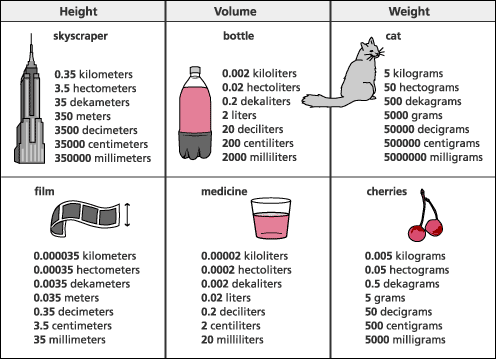 Height
Volume
Weight
skyscraper
0.35 kilometers
3.5 hectometers
35 dekameters
350 meters
3500 decimeters
35000 centimeters
350000 millimeters
bottle
0.002 kiloliters
0.02 hectoliters
0.2 dekaliters
2 liters
20 deciliters
200 centiliters
2000 milliliters
cat
5 kilograms
50 hectograms
500 dekagrams
5000 grams
50000 decigrams
500000 centigrams
5000000 milligrams
film
0.000035 kilometers
0.00035 hectometers
0.0035 dekameters
0.035 meters
0.35 decimeters
3.5 centimeters
35 millimeters
medicine
0.00002 kiloliters
0.0002 hectoliters
0.002 dekaliters
0.02 liters
0.2 deciliters
2 centiliters
20 milliliters
cherries
0.005 kilograms
0.05 hectograms
0.5 dekagrams
5 grams
50 decigrams
500 centigrams
5000 milligrams